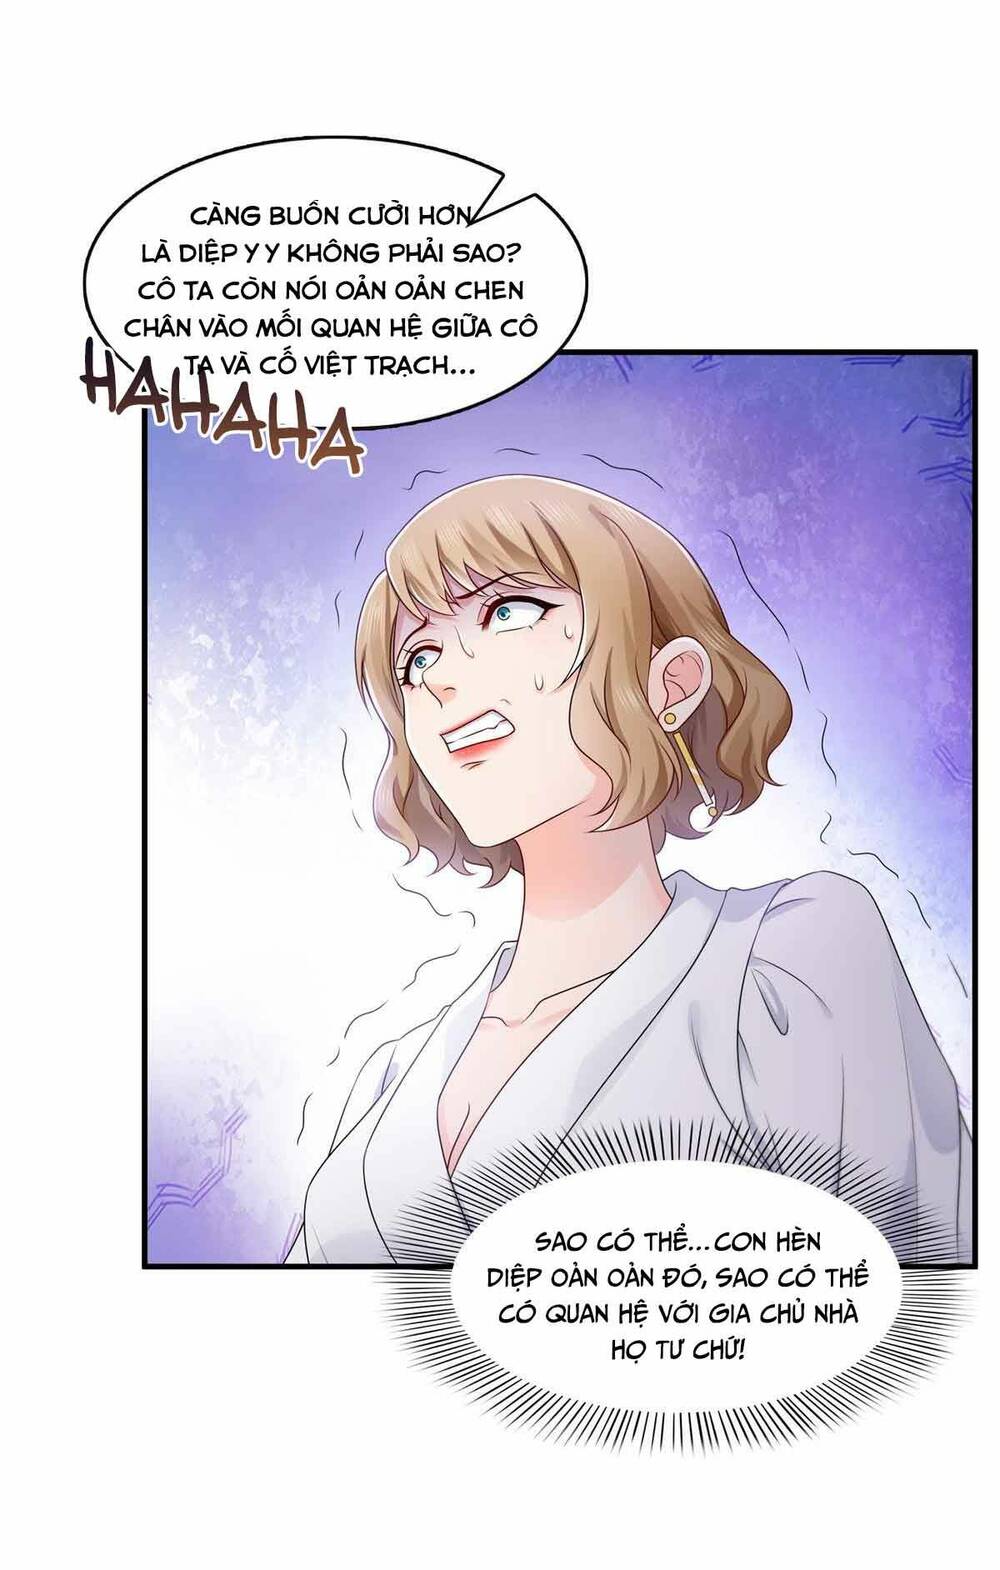 CÀNG BUỒN CƯỜI HƠN
LÀ DIỆP Y Y KHÔNG PHẢI SAO?
CÔ TA CÒN NÓI OẢN OẢN CHEN
CHÂN VÀO MỐI QUAN HỆ GIỮA CÔ
TA VÀ CỐ VIỆT TRẠCH...
HAHAHAHA
SAO CÓ THỂ...CON HÈN
DIỆP OẢN OẢN ĐÓ, SAO CÓ THỂ
CÓ QUAN HỆ VỚI GIA CHỦ NHÀ
HỌ TƯ CHỨ!